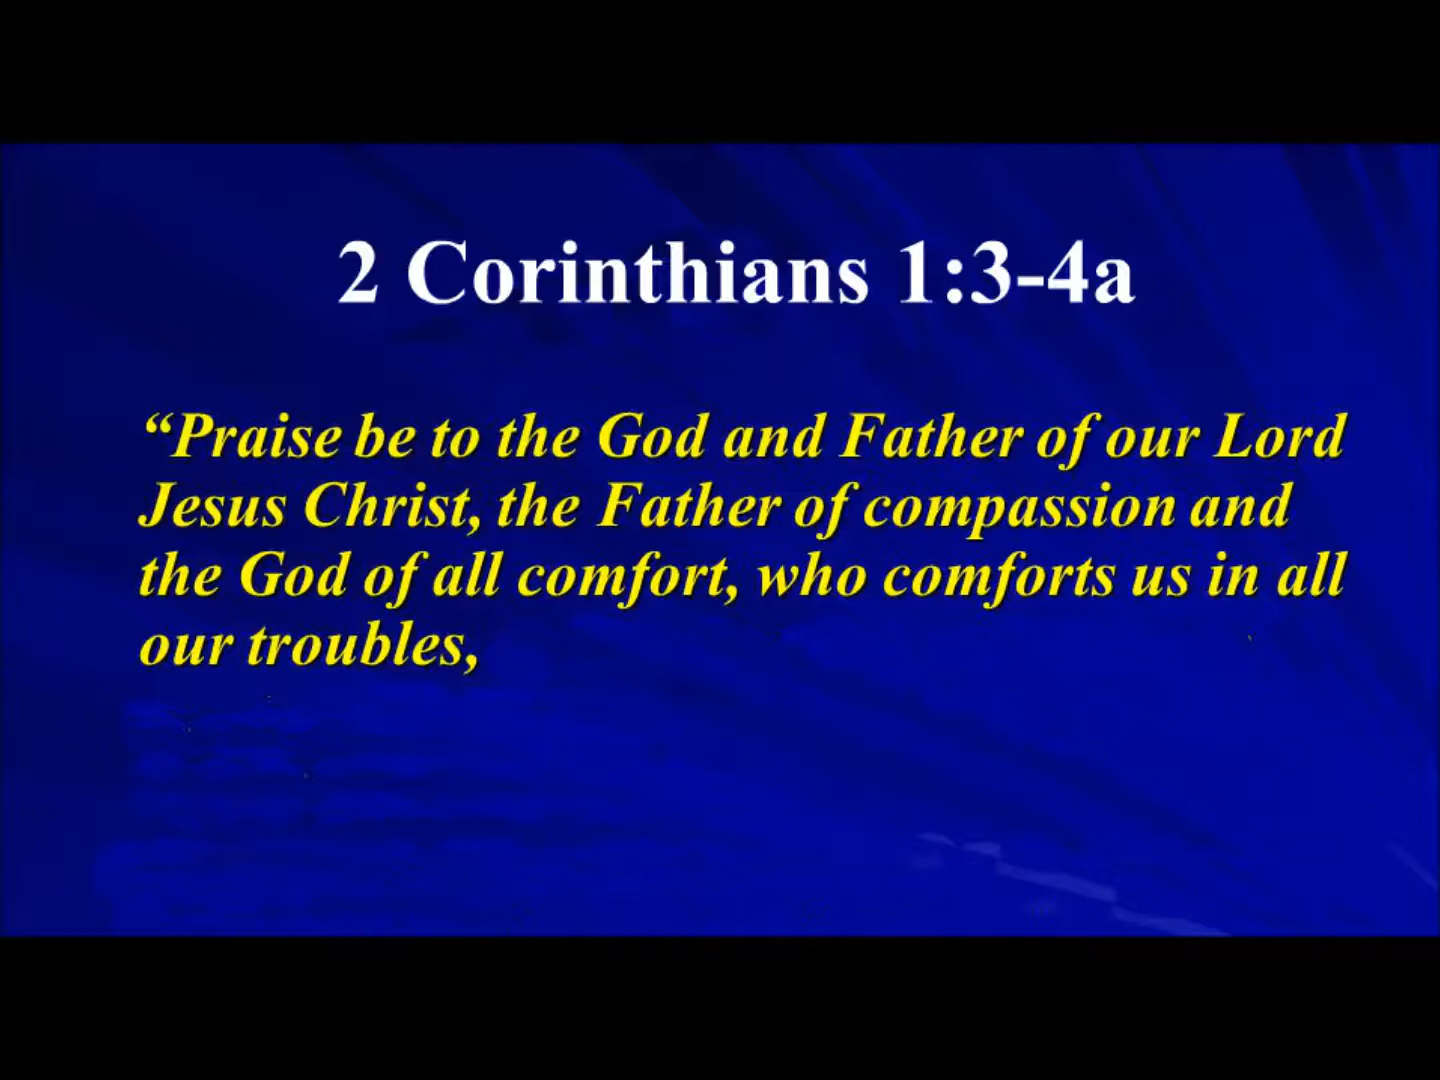 2 Corinthians 1:3-4a
“Praise be to the God and Father of our Lord
Jesus Christ, the Father of compassion and
the God of all comfort, who comforts us in all
our troubles,